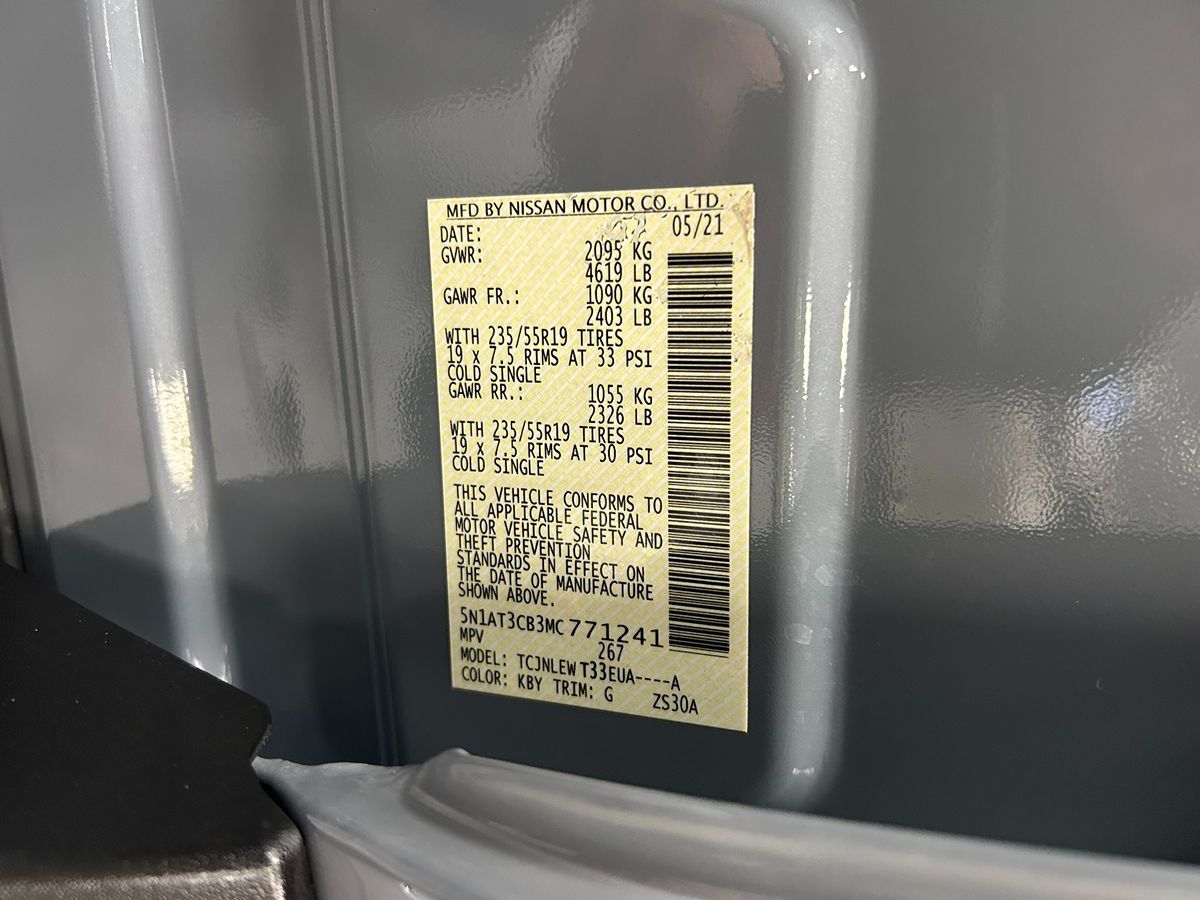 MFD BY NISSAN MOTOR CO., LTD.
DATE: 05/21
GVWR: 2095 KG
4619 LB
GAWR FR.: 1090 KG
2403 LB
WITH 235/55R19 TIRES
19 x 7.5 RIMS AT 33 PSI
COLD SINGLE
GAWR RR.: 1055 KG
2326 LB
WITH 235/55R19 TIRES
19 x 7.5 RIMS AT 30 PSI
COLD SINGLE
THIS VEHICLE CONFORMS TO
ALL APPLICABLE FEDERAL
MOTOR VEHICLE SAFETY AND
THEFT PREVENTION
STANDARDS IN EFFECT ON
THE DATE OF MANUFACTURE
SHOWN ABOVE.
5N1AT3CB3MC771241
MPV 267
MODEL: TCJNLEWT33EUA----A
COLOR: KBY TRIM: G ZS30A